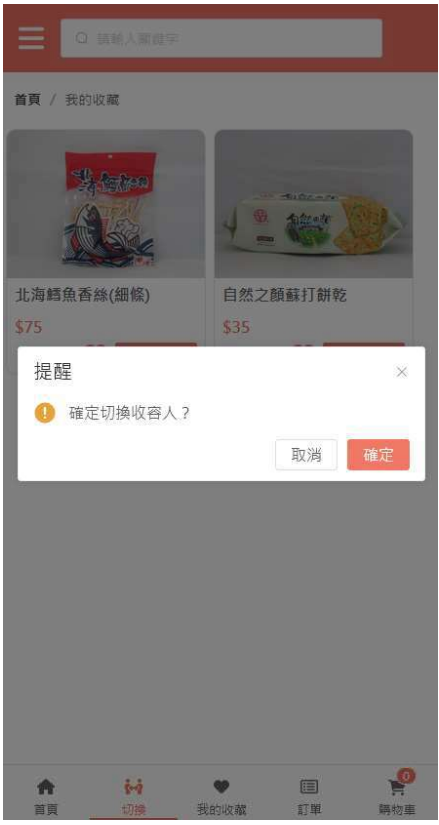 請輸入關鍵字
首頁 / 我的收藏
北海鱈魚香絲(細條)
自然之顏蘇打餅乾
$75
$35
提醒
確定切換收容人？
取消
確定
0
首頁
切換
我的收藏
訂單
購物車